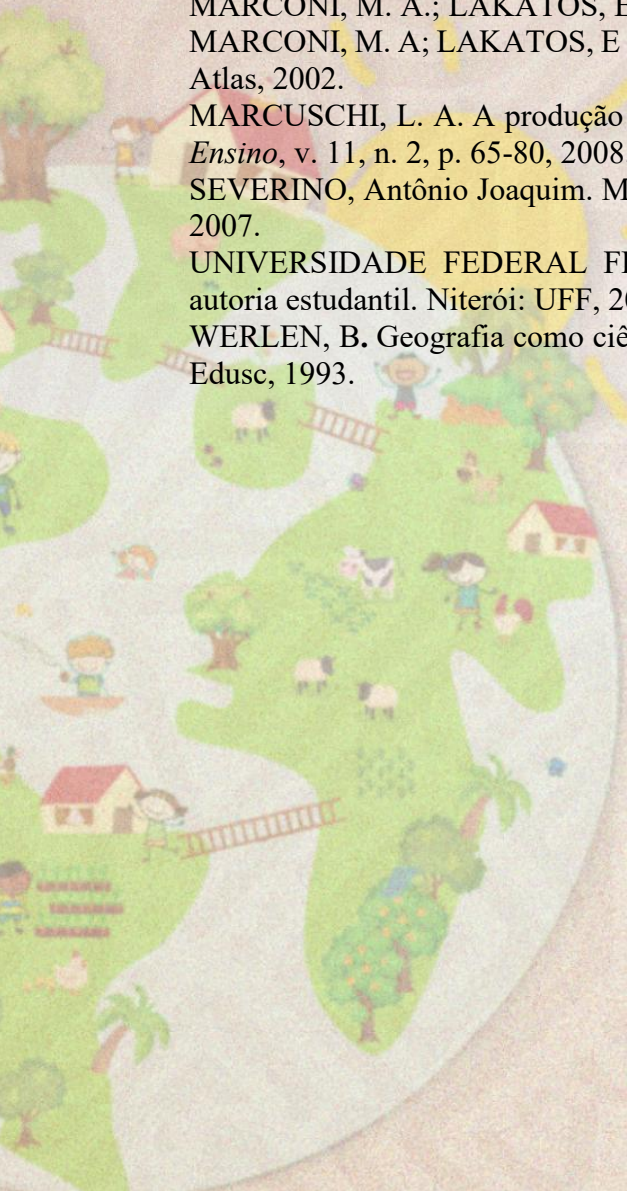 MARCONI, M. A.; LAKATOS, E
MARCONI, M. A; LAKATOS, E
Atlas, 2002.
MARCUSCHI, L. A. A produção
Ensino, v. 11, n. 2, p. 65-80, 2008
SEVERINO, Antônio Joaquim. M
2007.
UNIVERSIDADE FEDERAL FL
autoria estudantil. Niterói: UFF, 20
WERLEN, B. Geografia como ciê
Edusc, 1993.